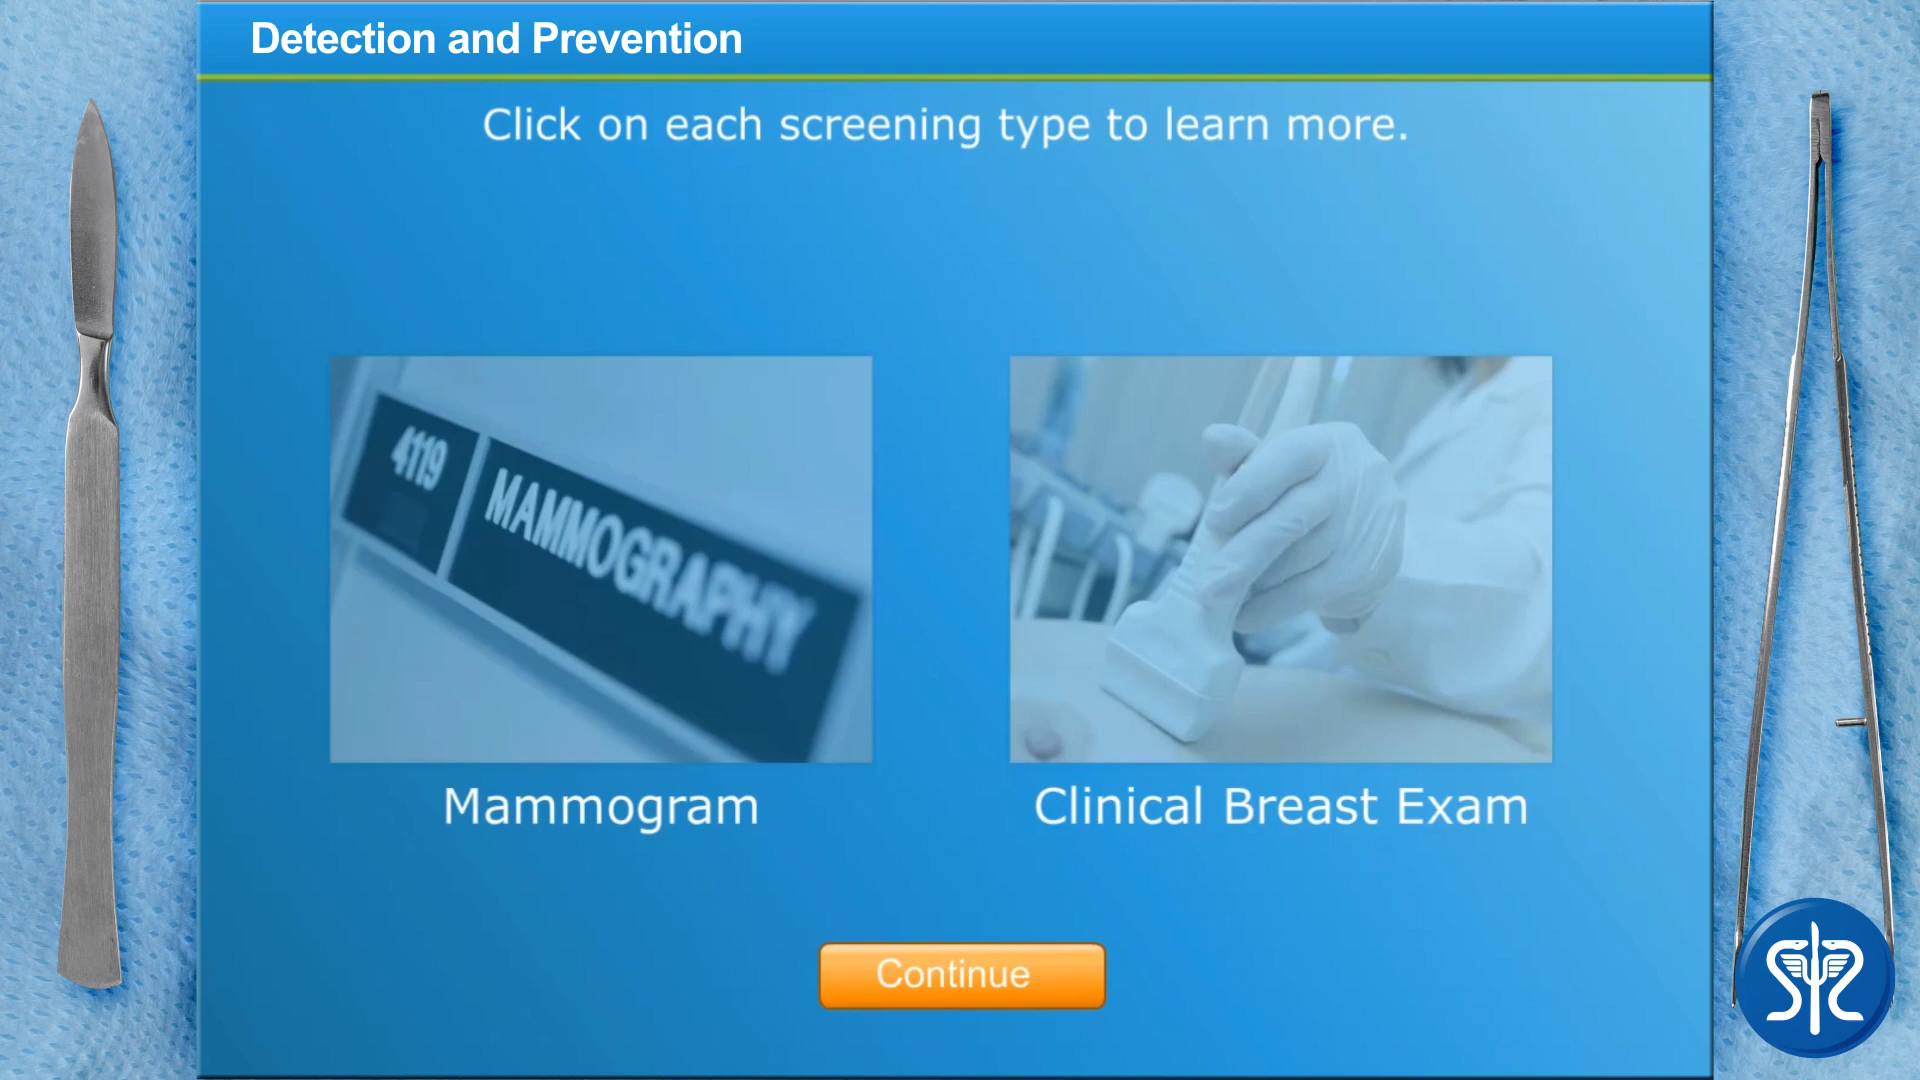 Detection and Prevention
Click on each screening type to learn more.
4119
MAMMOGRAPHY
Mammogram
Clinical Breast Exam
Continue